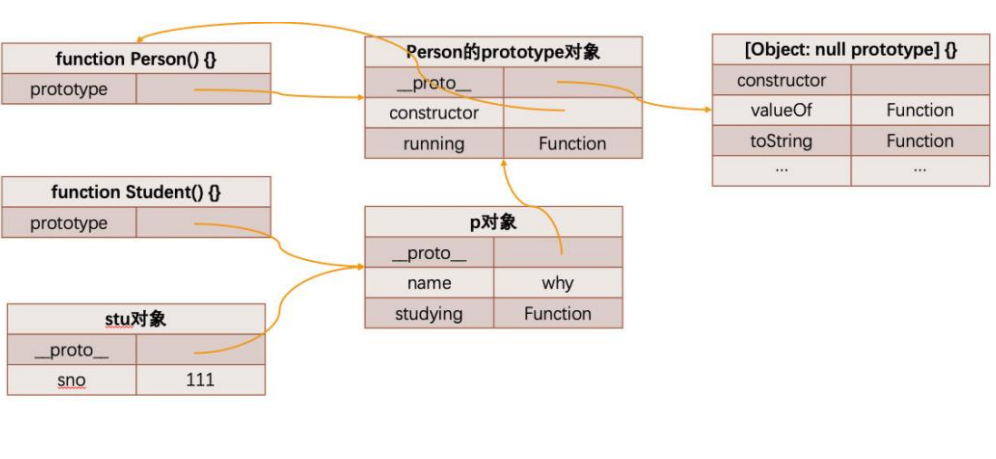 function Person() {}
prototype
Person的prototype对象
__proto__
constructor
running Function
[Object: null prototype] {}
constructor
valueOf Function
toString Function
... ...
function Student() {}
prototype
p对象
__proto__
name why
studying Function
stu对象
__proto__
sno 111